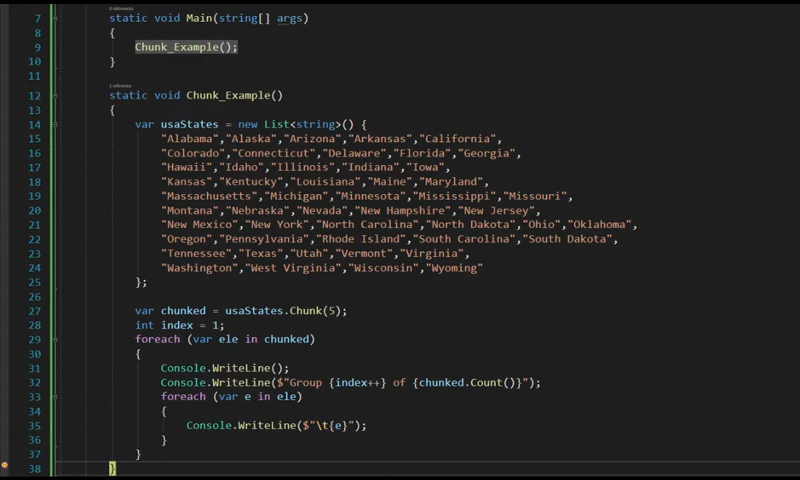 0 references
7 static void Main(string[] args)
8 {
9 Chunk_Example();
10 }
11
1 reference
12 static void Chunk_Example()
13 {
14 var usaStates = new List<string>() {
15 "Alabama","Alaska","Arizona","Arkansas","California",
16 "Colorado","Connecticut","Delaware","Florida","Georgia",
17 "Hawaii","Idaho","Illinois","Indiana","Iowa",
18 "Kansas","Kentucky","Louisiana","Maine","Maryland",
19 "Massachusetts","Michigan","Minnesota","Mississippi","Missouri",
20 "Montana","Nebraska","Nevada","New Hampshire","New Jersey",
21 "New Mexico","New York","North Carolina","North Dakota","Ohio","Oklahoma",
22 "Oregon","Pennsylvania","Rhode Island","South Carolina","South Dakota",
23 "Tennessee","Texas","Utah","Vermont","Virginia",
24 "Washington","West Virginia","Wisconsin","Wyoming"
25 };
26
27 var chunked = usaStates.Chunk(5);
28 int index = 1;
29 foreach (var ele in chunked)
30 {
31 Console.WriteLine();
32 Console.WriteLine($"Group {index++} of {chunked.Count()}");
33 foreach (var e in ele)
34 {
35 Console.WriteLine($"\t{e}");
36 }
37 }
38 }